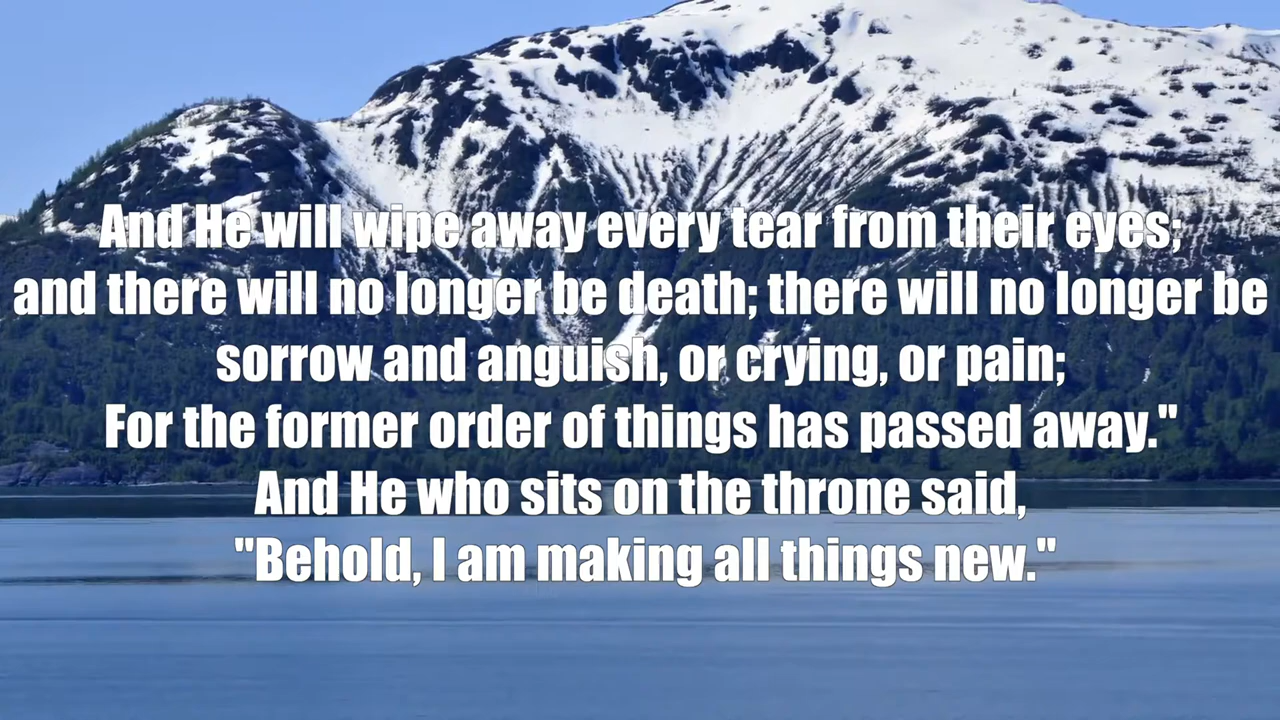 And He will wipe away every tear from their eyes;
and there will no longer be death; there will no longer be
sorrow and anguish, or crying, or pain;
For the former order of things has passed away."
And He who sits on the throne said,
"Behold, I am making all things new."